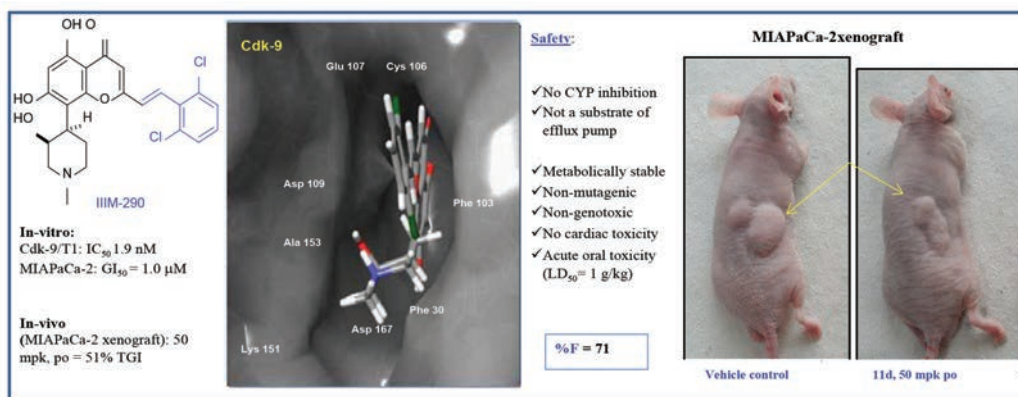 OH O
HO
HO
H
N
Cl
Cl
IIIM-290
In-vitro:
Cdk-9/T1: IC50 1.9 nM
MIAPaCa-2: GI50 = 1.0 µM
In-vivo
(MIAPaCa-2 xenograft): 50
mpk, po = 51% TGI
Cdk-9
Glu 107
Cys 106
Asp 109
Phe 103
Ala 153
Phe 30
Asp 167
Lys 151
Safety:
✓No CYP inhibition
✓Not a substrate of
efflux pump
✓Metabolically stable
✓Non-mutagenic
✓Non-genotoxic
✓No cardiac toxicity
✓Acute oral toxicity
(LD50= 1 g/kg)
%F = 71
MIAPaCa-2xenograft
Vehicle control
11d, 50 mpk po